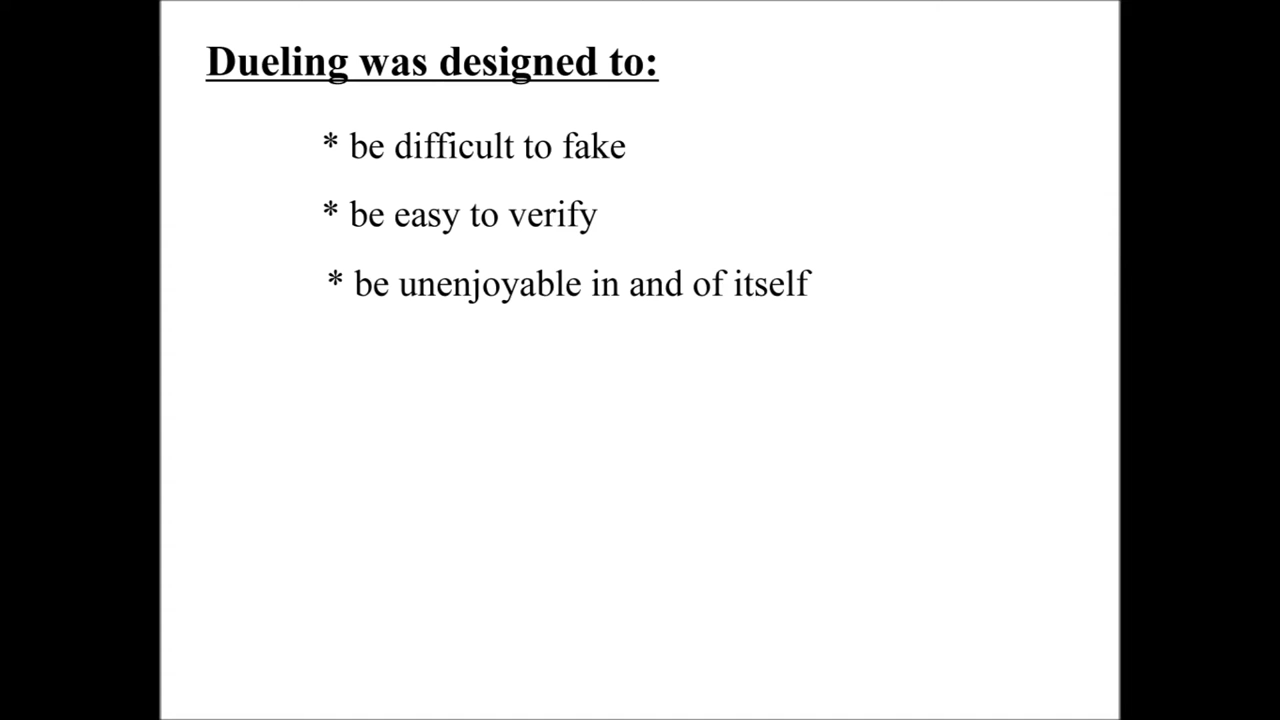 Dueling was designed to:
* be difficult to fake
* be easy to verify
* be unenjoyable in and of itself